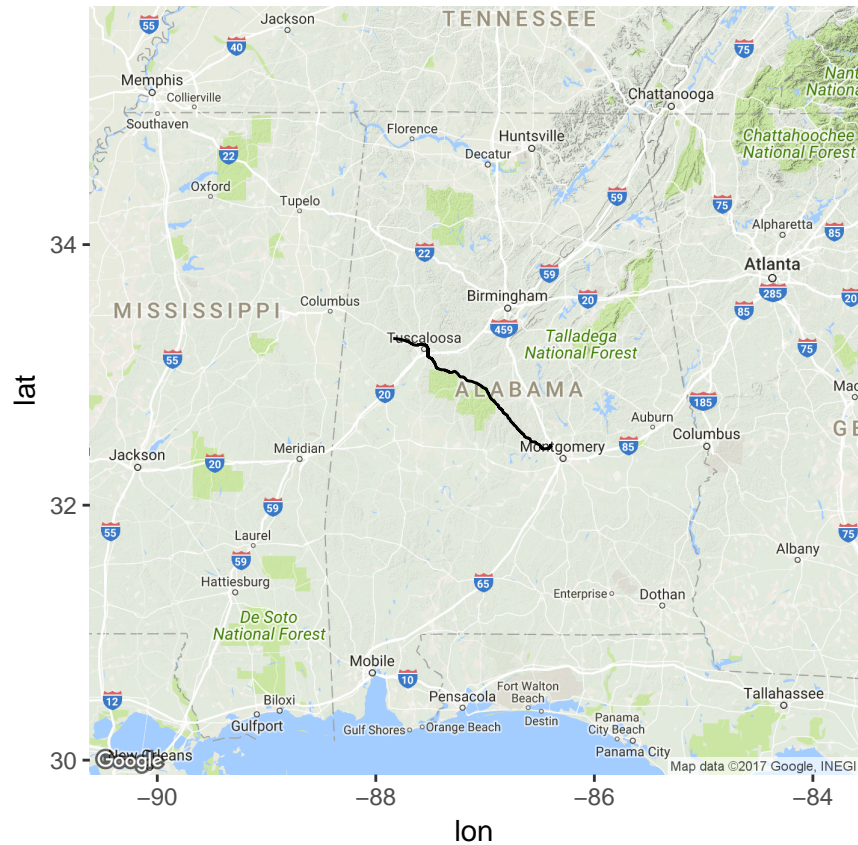 Jackson
TENNESSEE
55
40
75
Memphis
Collierville
Chattanooga
Nant
Nationa
Southaven
Florence
Huntsville
Chattahoochee
National Forest
22
Decatur
59
75
Oxford
Tupelo
Alpharetta
85
34
22
59
Atlanta
MISSISSIPPI
Columbus
Birmingham
20
285
20
459
85
Tuscaloosa
Talladega
National Forest
75
55
lat
20
ALABAMA
185
Mac
Auburn
GE
Jackson
20
Meridian
Montgomery
85
Columbus
32
59
55
Laurel
59
75
Albany
Hattiesburg
65
Enterprise
Dothan
De Soto
National Forest
Mobile
10
12
Biloxi
Gulfport
Pensacola
Fort Walton
Beach
Tallahassee
Gulf Shores
Orange Beach
Destin
Panama
City Beach
Panama City
New Orleans
Google
Map data ©2017 Google, INEGI
30
−90
−88
−86
−84
lon